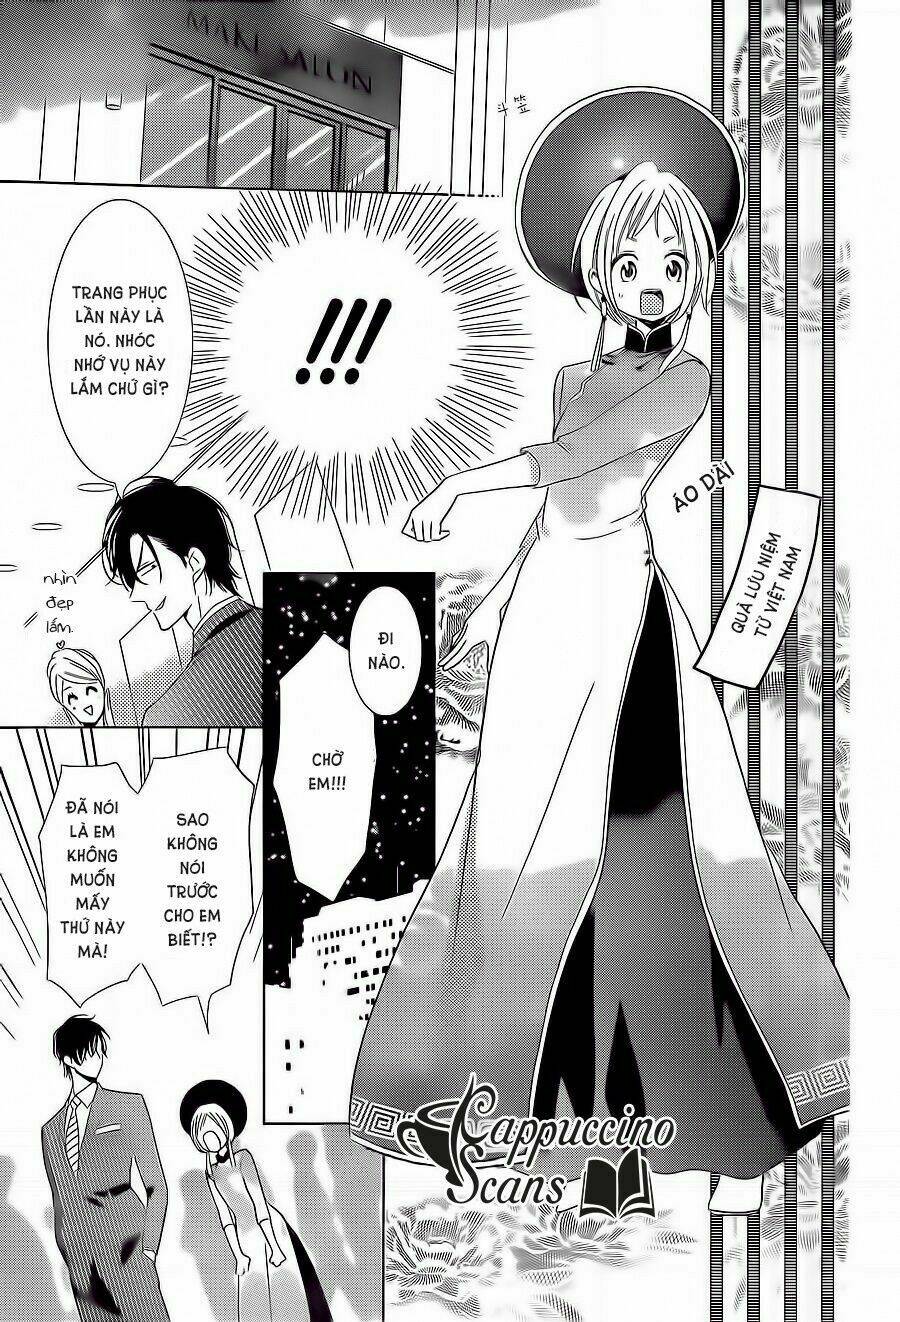 MAKI SALON
斗笠
!!!
ÁO DÀI
QUÀ LƯU NIỆM
TỪ VIỆT NAM
TRANG PHỤC
LẦN NÀY LÀ
NÓ. NHÓC
NHỚ VỤ NÀY
LẮM CHỨ GÌ?
nhìn
đẹp
lắm.
ĐI
NÀO.
CHỜ
EM!!!
SAO
KHÔNG
NÓI
TRƯỚC
CHO EM
BIẾT!?
ĐÃ NÓI
LÀ EM
KHÔNG
MUỐN
MẤY
THỨ NÀY
MÀ!
Kappuccino
Scans